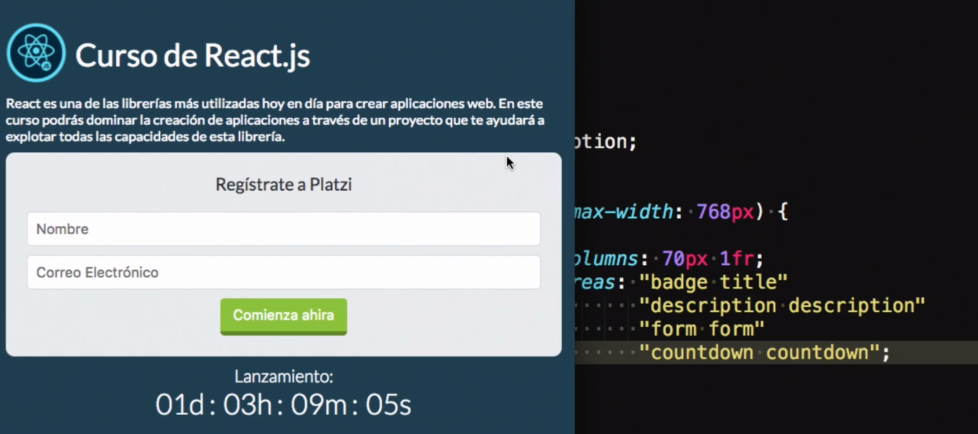 Curso de React.js
React es una de las librerías más utilizadas hoy en día para crear aplicaciones web. En este
curso podrás dominar la creación de aplicaciones a través de un proyecto que te ayudará a
explotar todas las capacidades de esta librería.
Regístrate a Platzi
Nombre
Correo Electrónico
Comienza ahira
Lanzamiento:
01d : 03h : 09m : 05s
ption;
max-width: 768px) {
olumns: 70px 1fr;
reas: "badge title"
"description description"
"form form"
"countdown countdown";